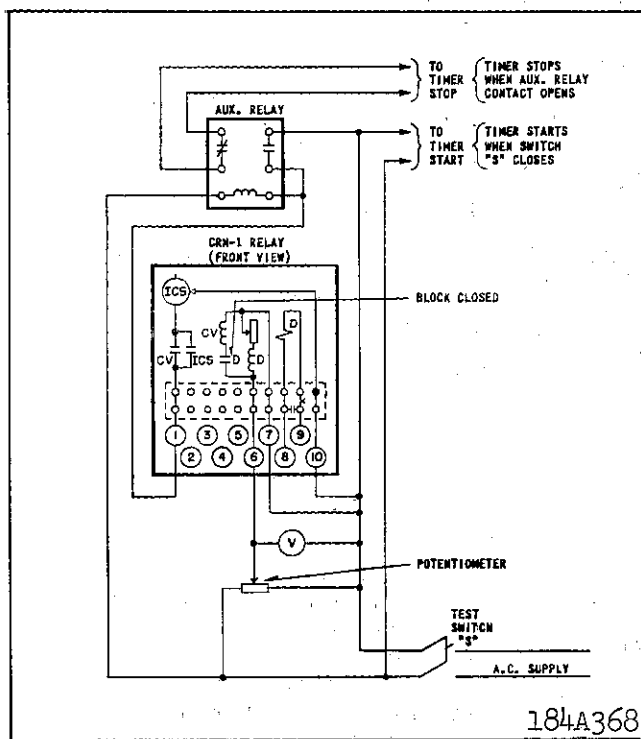 TO TIMER STOPS
TIMER WHEN AUX. RELAY
STOP CONTACT OPENS
AUX. RELAY
TO TIMER STARTS
TIMER WHEN SWITCH
START "S" CLOSES
CRN-1 RELAY
(FRONT VIEW)
ICS
BLOCK CLOSED
CV
D
D
D
CV
ICS
1
3
5
7
9
2
4
6
8
10
V
POTENTIOMETER
TEST
SWITCH
"S"
A.C. SUPPLY
184A368